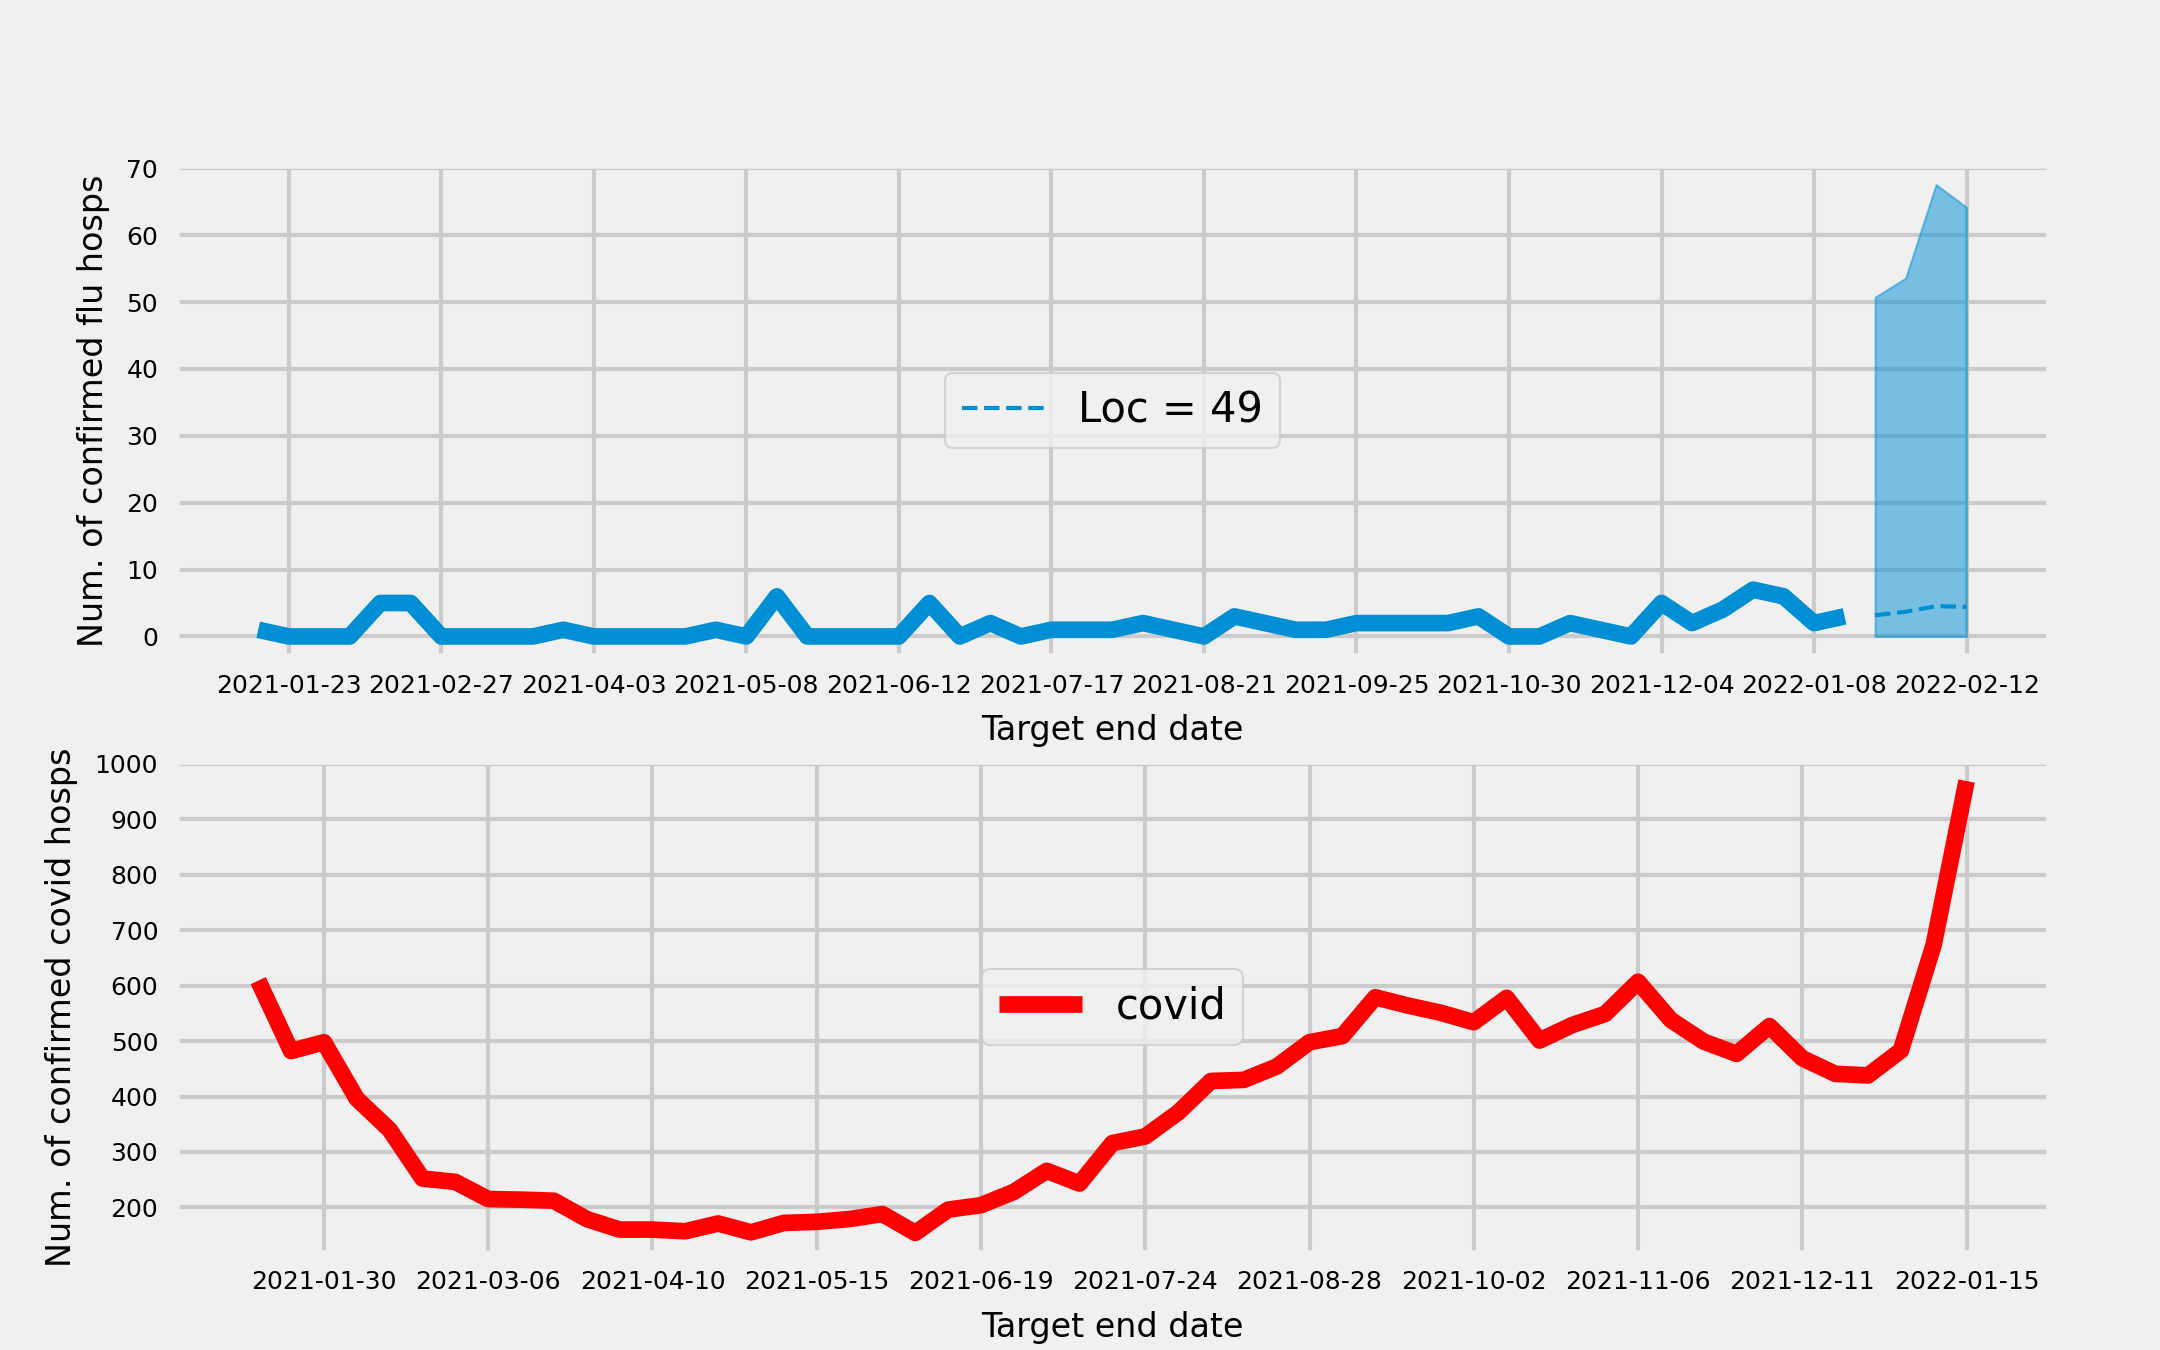 Num. of confirmed flu hosps
70
60
50
40
30
20
10
0
Loc = 49
2021-01-23 2021-02-27 2021-04-03 2021-05-08 2021-06-12 2021-07-17 2021-08-21 2021-09-25 2021-10-30 2021-12-04 2022-01-08 2022-02-12
Target end date
Num. of confirmed covid hosps
1000
900
800
700
600
500
400
300
200
covid
2021-01-30 2021-03-06 2021-04-10 2021-05-15 2021-06-19 2021-07-24 2021-08-28 2021-10-02 2021-11-06 2021-12-11 2022-01-15
Target end date